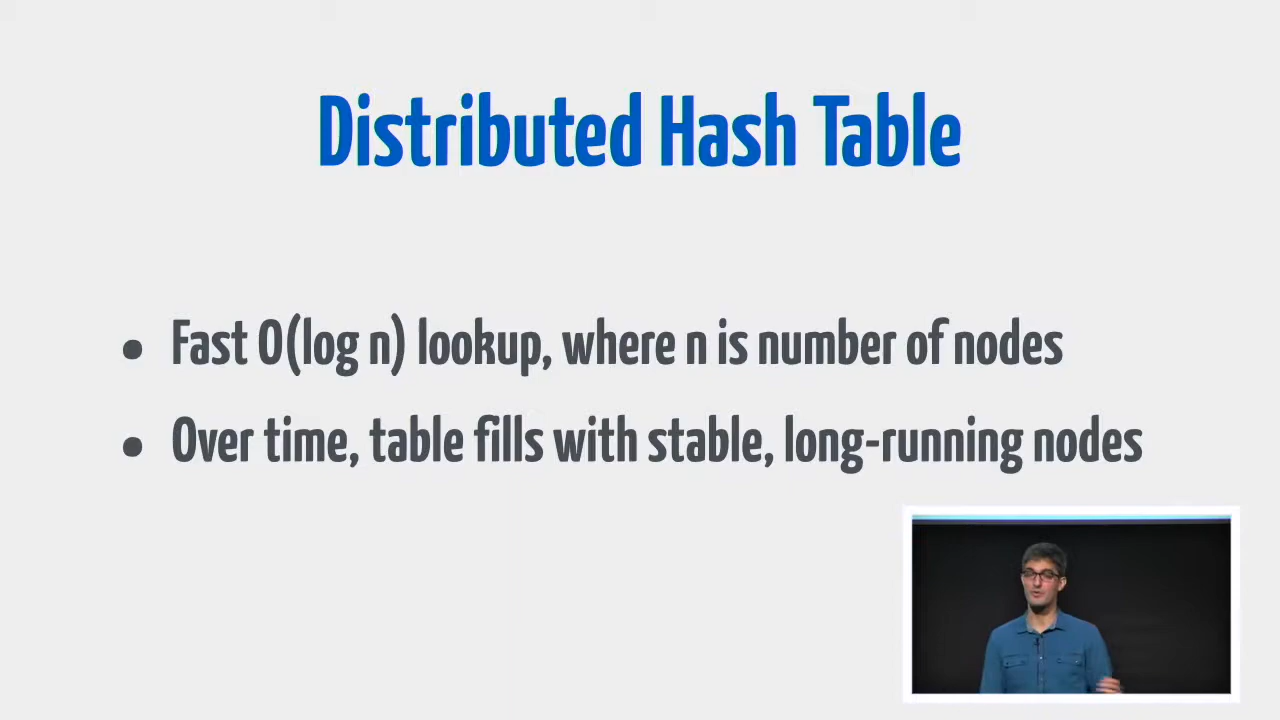 Distributed Hash Table
• Fast O(log n) lookup, where n is number of nodes
• Over time, table fills with stable, long-running nodes